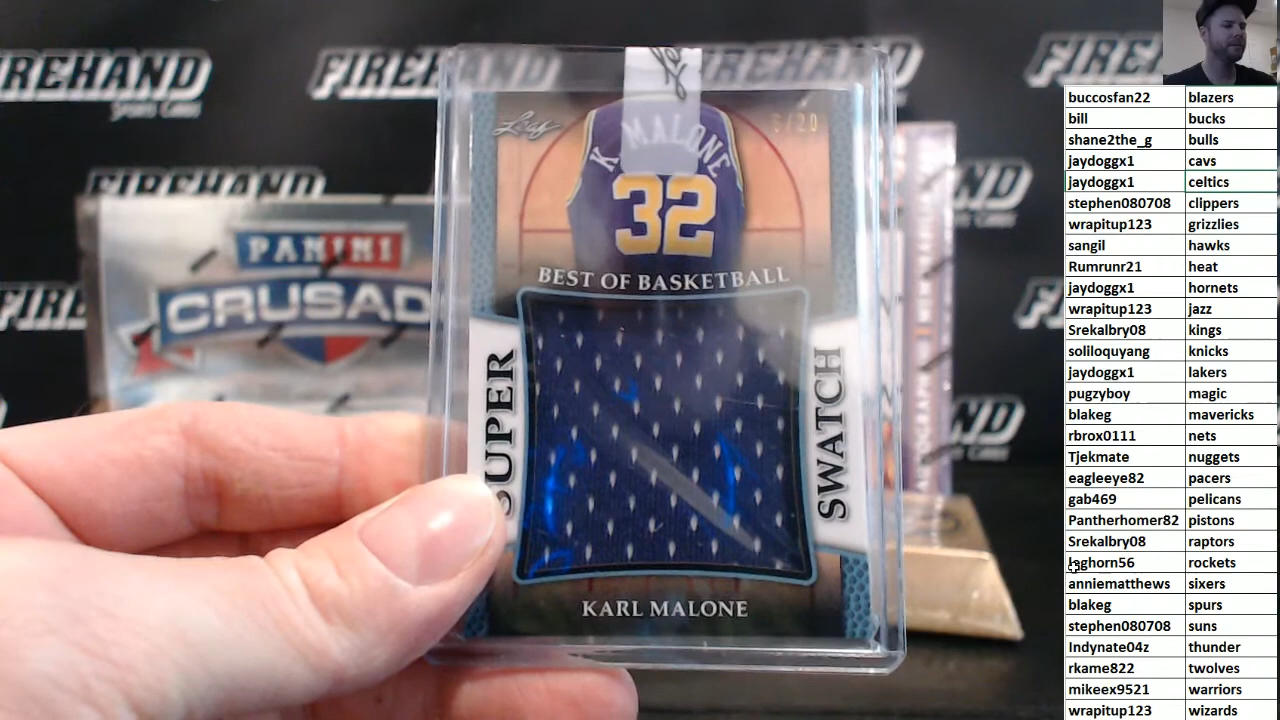 FIREHAND
Sports Cards
FIREHAND
FIREHAND
FIREHAND
FIREHAND
PANINI
CRUSAD
Leaf
/20
K. MALONE
32
BEST OF BASKETBALL
SUPER
SWATCH
KARL MALONE
buccosfan22 blazers
bill bucks
shane2the_g bulls
jaydoggx1 cavs
jaydoggx1 celtics
stephen080708 clippers
wrapitup123 grizzlies
sangil hawks
Rumrunr21 heat
jaydoggx1 hornets
wrapitup123 jazz
Srekalbry08 kings
soliloquyang knicks
jaydoggx1 lakers
pugzyboy magic
blakeg mavericks
rbrox0111 nets
Tjekmate nuggets
eagleeye82 pacers
gab469 pelicans
Pantherhomer82 pistons
Srekalbry08 raptors
leghorn56 rockets
anniematthews sixers
blakeg spurs
stephen080708 suns
Indynate04z thunder
rkame822 twolves
mikeex9521 warriors
wrapitup123 wizards